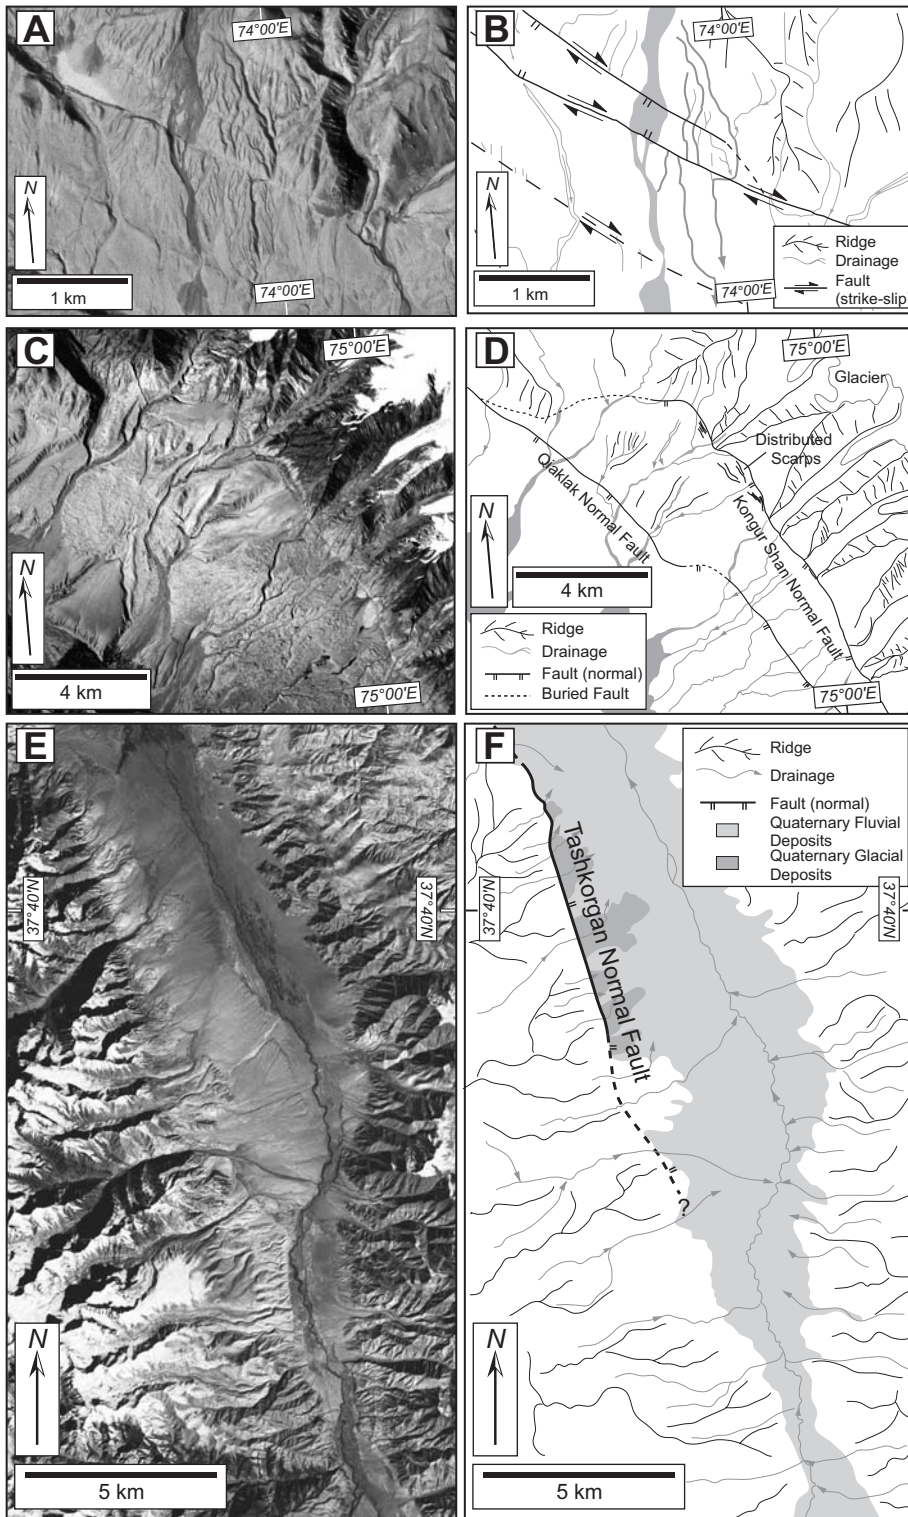 A
74°00'E
N
1 km
74°00'E
B
74°00'E
N
1 km
74°00'E
Ridge
Drainage
Fault
(strike-slip)
C
75°00'E
N
4 km
75°00'E
D
75°00'E
Glacier
Distributed
Scarps
Qiaklak Normal Fault
Kongur Shan Normal Fault
N
4 km
Ridge
Drainage
Fault (normal)
Buried Fault
75°00'E
E
37°40'N
37°40'N
N
5 km
F
Ridge
Drainage
Fault (normal)
Quaternary Fluvial
Deposits
Quaternary Glacial
Deposits
Tashkorgan Normal Fault
37°40'N
37°40'N
?
N
5 km